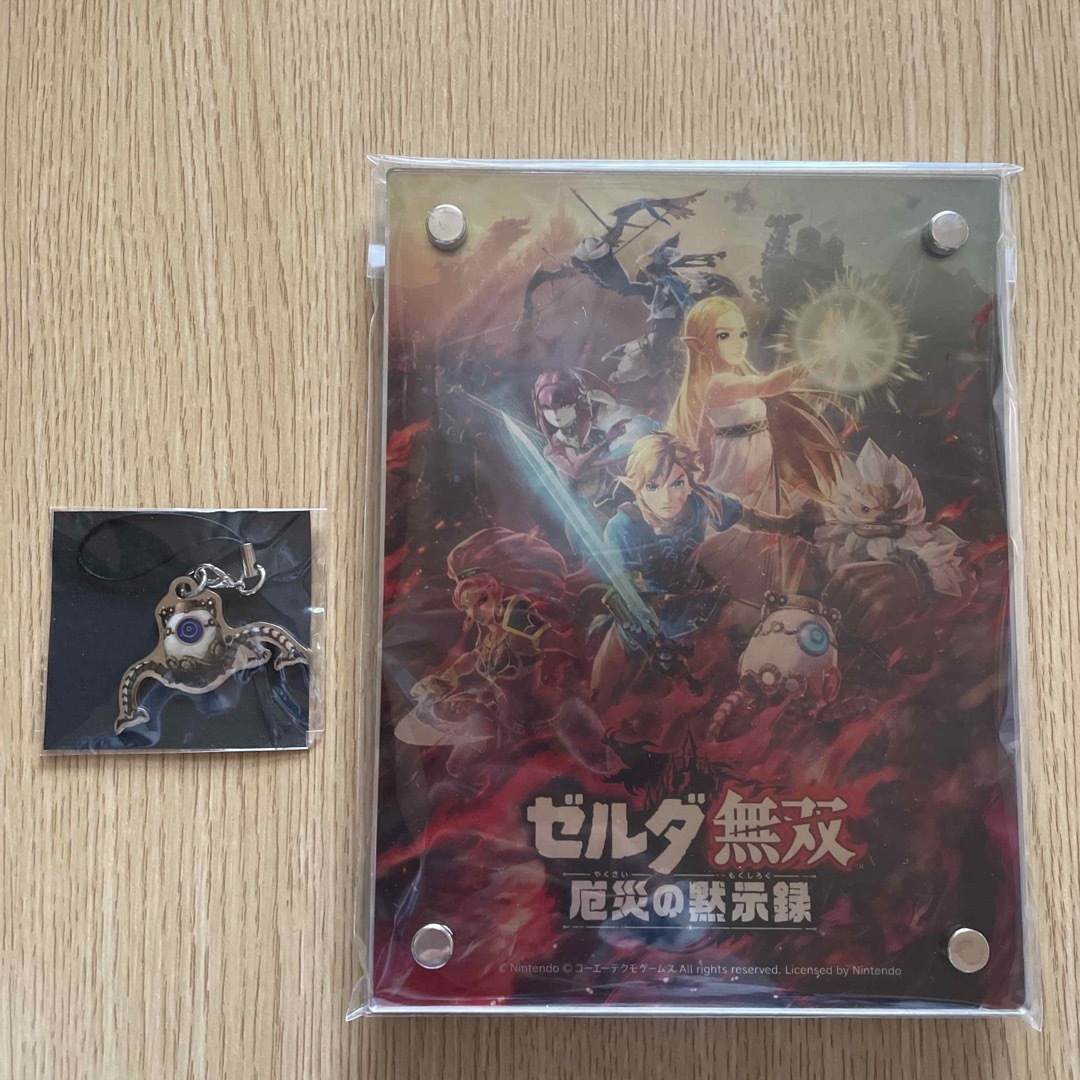 ゼルダ無双
TM
やくさい もくしろく
厄災の黙示録
© Nintendo © コーエーテクモゲームス All rights reserved. Licensed by Nintendo